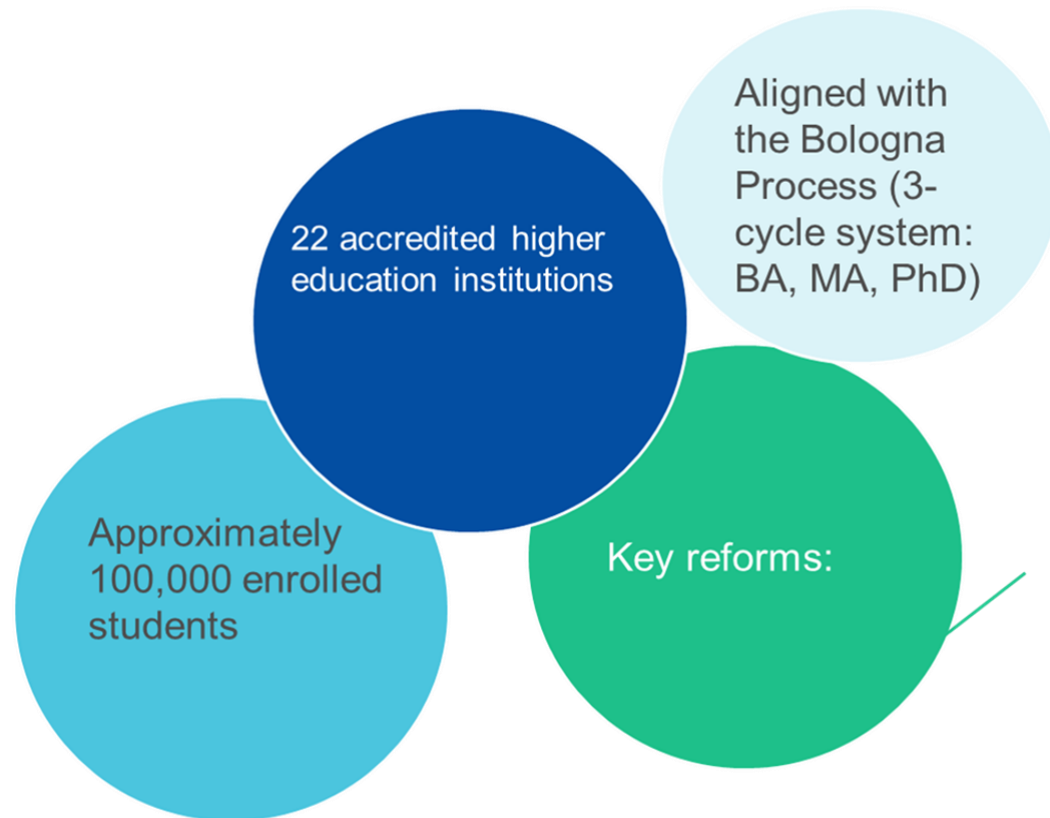 Aligned with
the Bologna
Process (3-
cycle system:
BA, MA, PhD)
22 accredited higher
education institutions
Approximately
100,000 enrolled
students
Key reforms: